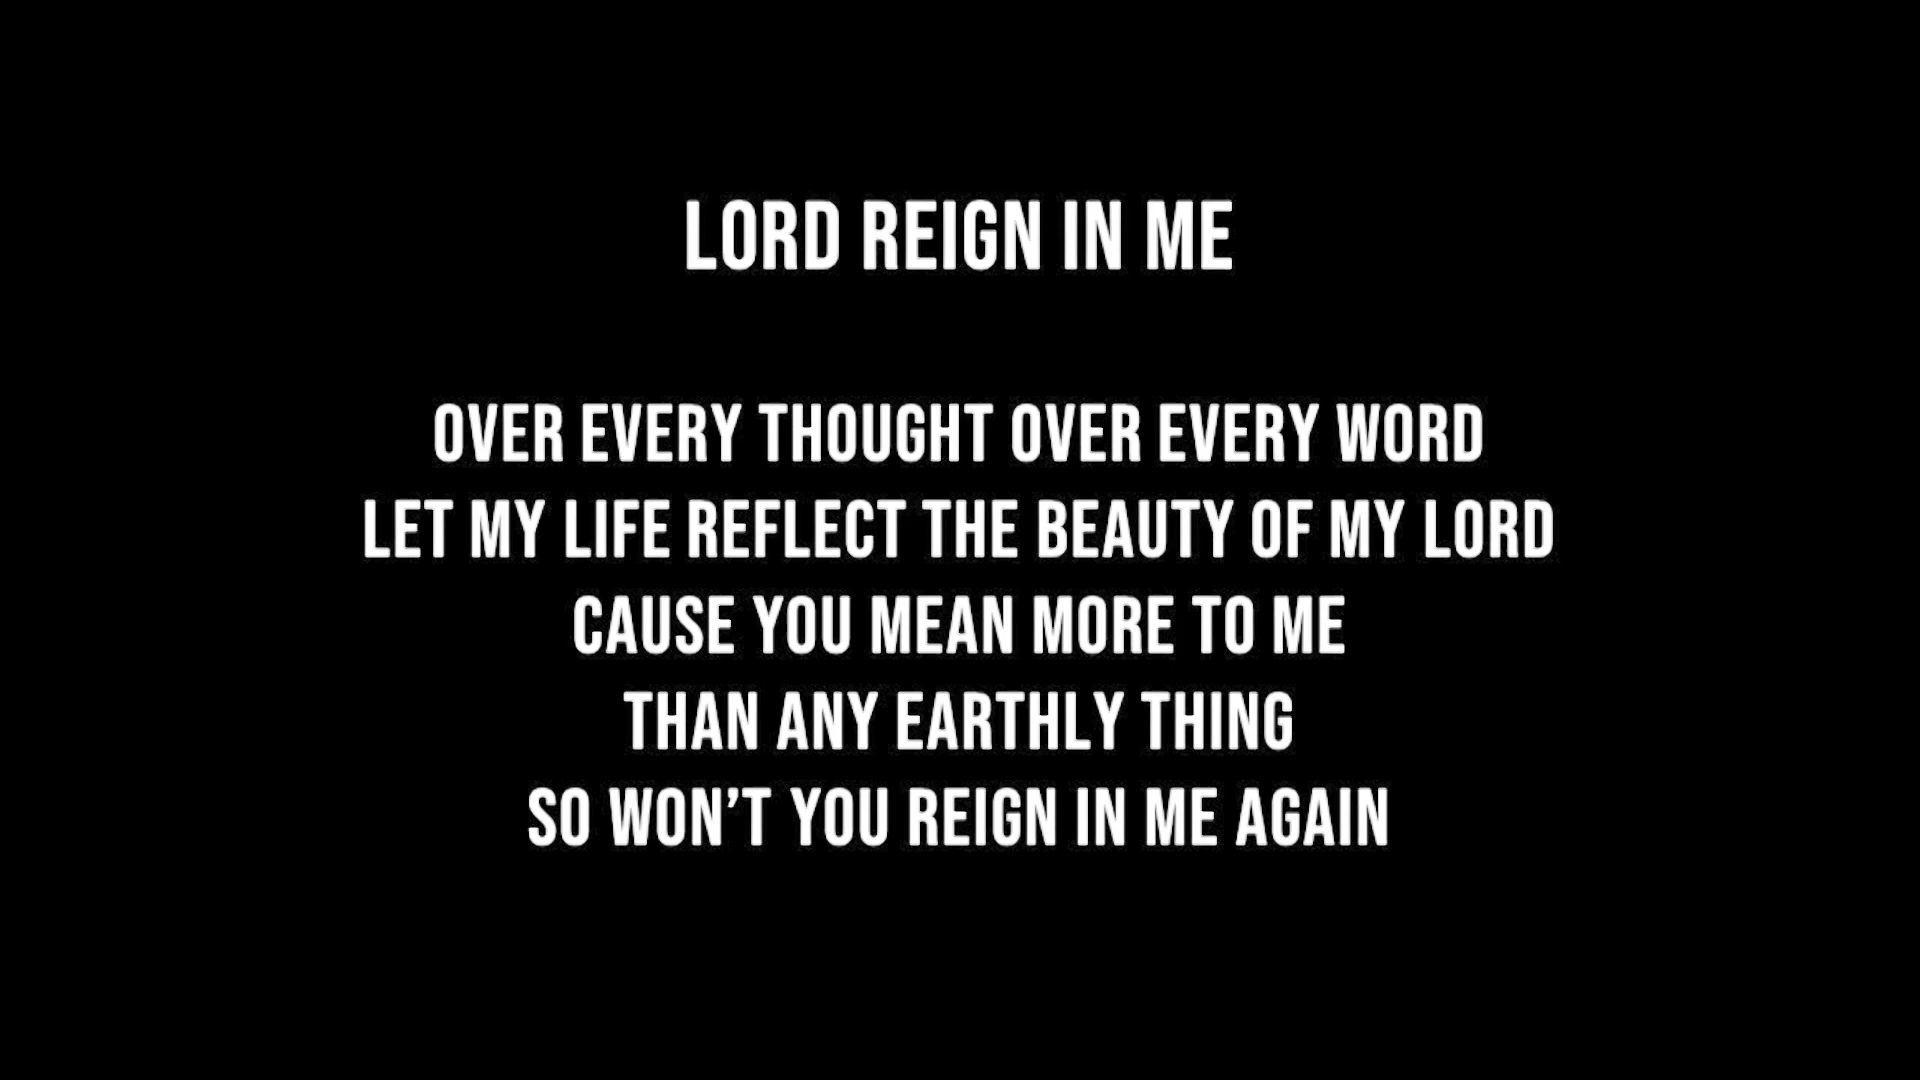 LORD REIGN IN ME
OVER EVERY THOUGHT OVER EVERY WORD
LET MY LIFE REFLECT THE BEAUTY OF MY LORD
CAUSE YOU MEAN MORE TO ME
THAN ANY EARTHLY THING
SO WON’T YOU REIGN IN ME AGAIN